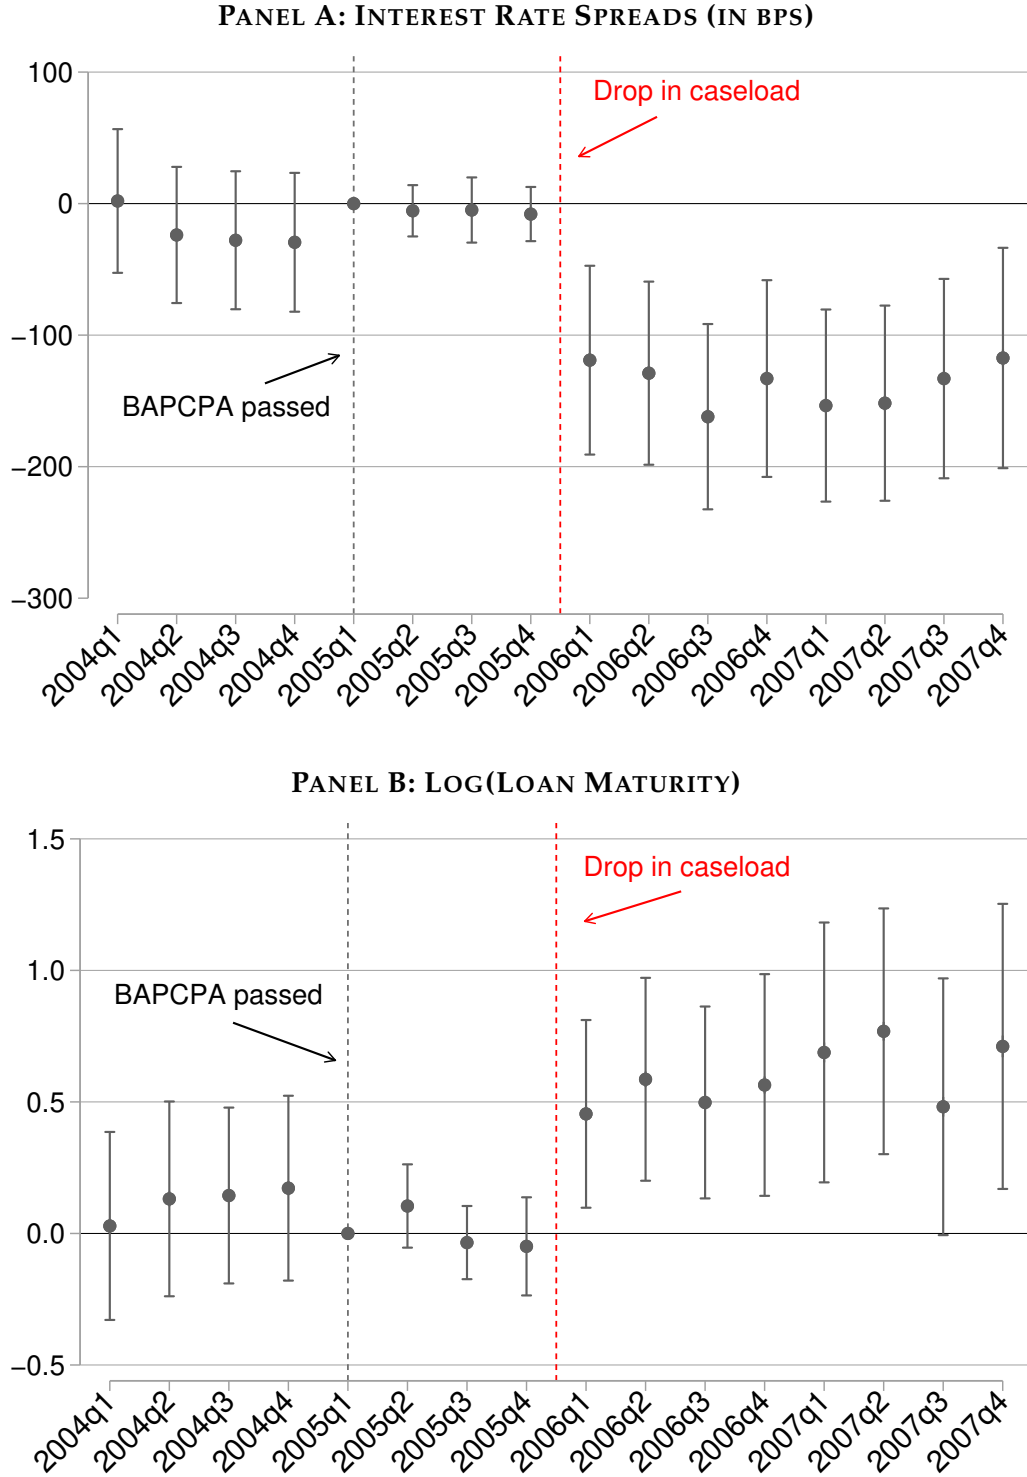 PANEL A: INTEREST RATE SPREADS (IN BPS)
100
Drop in caseload
0
−100
BAPCPA passed
−200
−300
2004q1 2004q2 2004q3 2004q4 2005q1 2005q2 2005q3 2005q4 2006q1 2006q2 2006q3 2006q4 2007q1 2007q2 2007q3 2007q4
PANEL B: LOG(LOAN MATURITY)
1.5
Drop in caseload
1.0
BAPCPA passed
0.5
0.0
−0.5
2004q1 2004q2 2004q3 2004q4 2005q1 2005q2 2005q3 2005q4 2006q1 2006q2 2006q3 2006q4 2007q1 2007q2 2007q3 2007q4